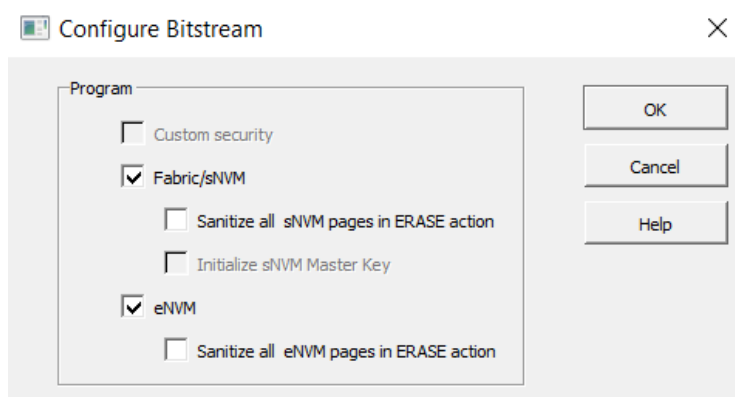 Configure Bitstream
Program
Custom security
Fabric/sNVM
Sanitize all sNVM pages in ERASE action
Initialize sNVM Master Key
eNVM
Sanitize all eNVM pages in ERASE action
OK
Cancel
Help